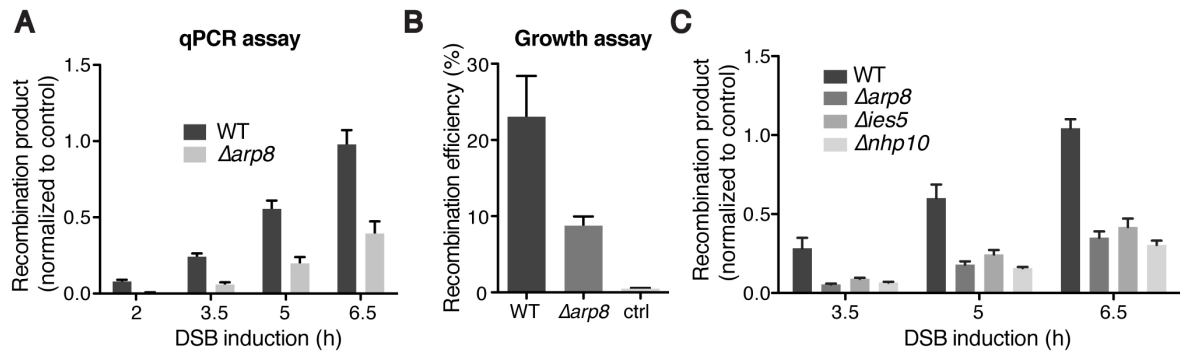 A
qPCR assay
Recombination product
(normalized to control)
1.5
1.0
0.5
0.0
WT
Δarp8
2
3.5
5
6.5
DSB induction (h)
B
Growth assay
Recombination efficiency (%)
30
20
10
0
WT
Δarp8
ctrl
C
Recombination product
(normalized to control)
1.5
1.0
0.5
0.0
WT
Δarp8
Δies5
Δnhp10
3.5
5
6.5
DSB induction (h)